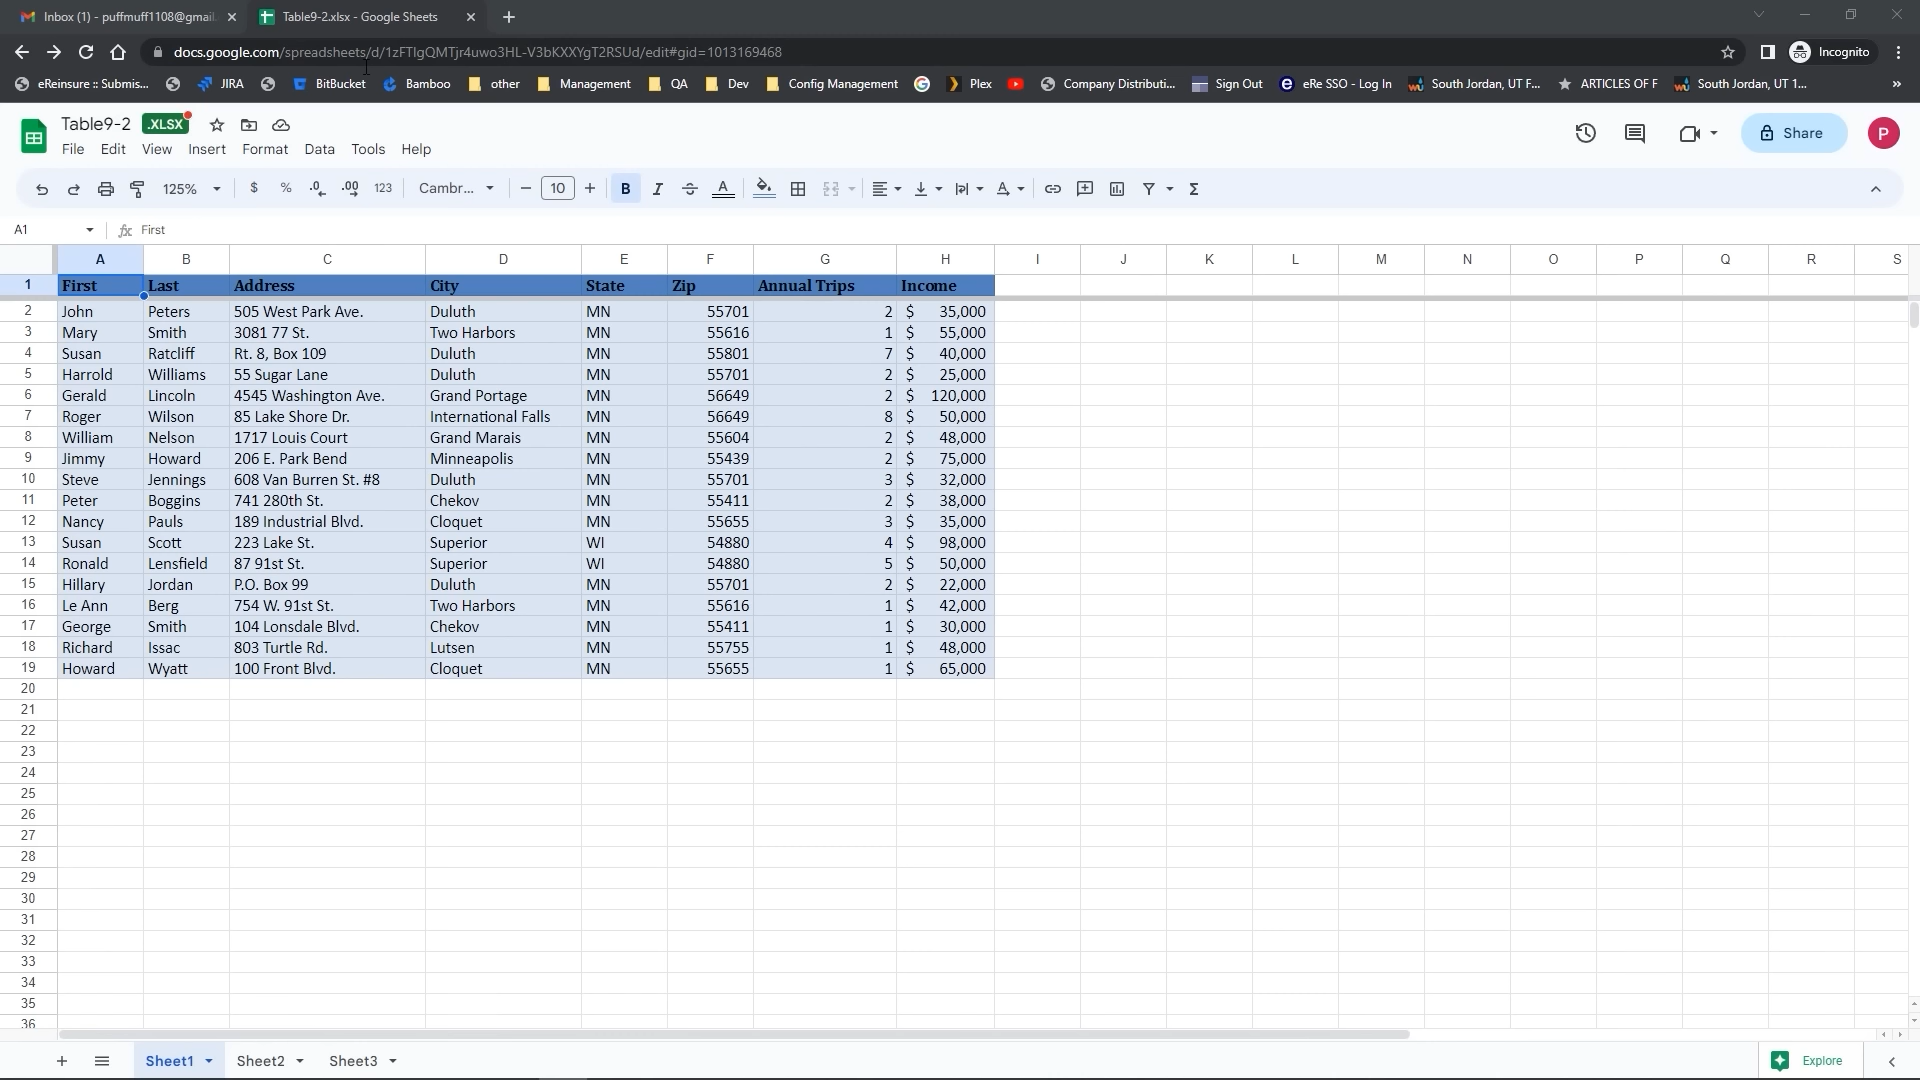 Inbox (1) - puffmuff1108@gmail
Table9-2.xlsx - Google Sheets
docs.google.com/spreadsheets/d/1zFTIgQMTjr4uwo3HL-V3bKXXYgT2RSUd/edit#gid=1013169468
Incognito
eReinsure :: Submis...
JIRA
BitBucket
Bamboo
other
Management
QA
Dev
Config Management
Plex
Company Distributi...
Sign Out
eRe SSO - Log In
South Jordan, UT F...
ARTICLES OF F
South Jordan, UT 1...
»
Table9-2 .XLSX
Share
P
File Edit View Insert Format Data Tools Help
125% $ % .0 .00 123 Cambr... − 10 + B I S A Σ
A1 fx First
A B C D E F G H I J K L M N O P Q R S
1 First Last Address City State Zip Annual Trips Income
2 John Peters 505 West Park Ave. Duluth MN 55701 2 $ 35,000
3 Mary Smith 3081 77 St. Two Harbors MN 55616 1 $ 55,000
4 Susan Ratcliff Rt. 8, Box 109 Duluth MN 55801 7 $ 40,000
5 Harrold Williams 55 Sugar Lane Duluth MN 55701 2 $ 25,000
6 Gerald Lincoln 4545 Washington Ave. Grand Portage MN 56649 2 $ 120,000
7 Roger Wilson 85 Lake Shore Dr. International Falls MN 56649 8 $ 50,000
8 William Nelson 1717 Louis Court Grand Marais MN 55604 2 $ 48,000
9 Jimmy Howard 206 E. Park Bend Minneapolis MN 55439 2 $ 75,000
10 Steve Jennings 608 Van Burren St. #8 Duluth MN 55701 3 $ 32,000
11 Peter Boggins 741 280th St. Chekov MN 55411 2 $ 38,000
12 Nancy Pauls 189 Industrial Blvd. Cloquet MN 55655 3 $ 35,000
13 Susan Scott 223 Lake St. Superior WI 54880 4 $ 98,000
14 Ronald Lensfield 87 91st St. Superior WI 54880 5 $ 50,000
15 Hillary Jordan P.O. Box 99 Duluth MN 55701 2 $ 22,000
16 Le Ann Berg 754 W. 91st St. Two Harbors MN 55616 1 $ 42,000
17 George Smith 104 Lonsdale Blvd. Chekov MN 55411 1 $ 30,000
18 Richard Issac 803 Turtle Rd. Lutsen MN 55755 1 $ 48,000
19 Howard Wyatt 100 Front Blvd. Cloquet MN 55655 1 $ 65,000
20
21
22
23
24
25
26
27
28
29
30
31
32
33
34
35
36
Sheet1 Sheet2 Sheet3
Explore